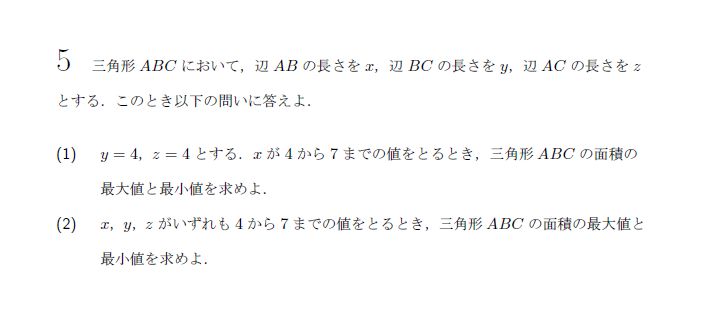 5 三角形 ABC において，辺 AB の長さを x，辺 BC の長さを y，辺 AC の長さを z
とする．このとき以下の問いに答えよ．
(1) y = 4，z = 4 とする．x が 4 から 7 までの値をとるとき，三角形 ABC の面積の
最大値と最小値を求めよ．
(2) x，y，z がいずれも 4 から 7 までの値をとるとき，三角形 ABC の面積の最大値と
最小値を求めよ．